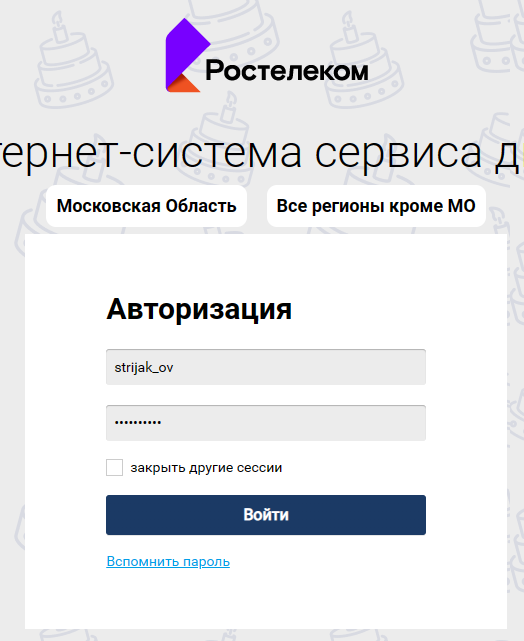 Ростелеком
тернет-система сервиса д
Московская Область
Все регионы кроме МО
Авторизация
strijak_ov
••••••••••
закрыть другие сессии
Войти
Вспомнить пароль